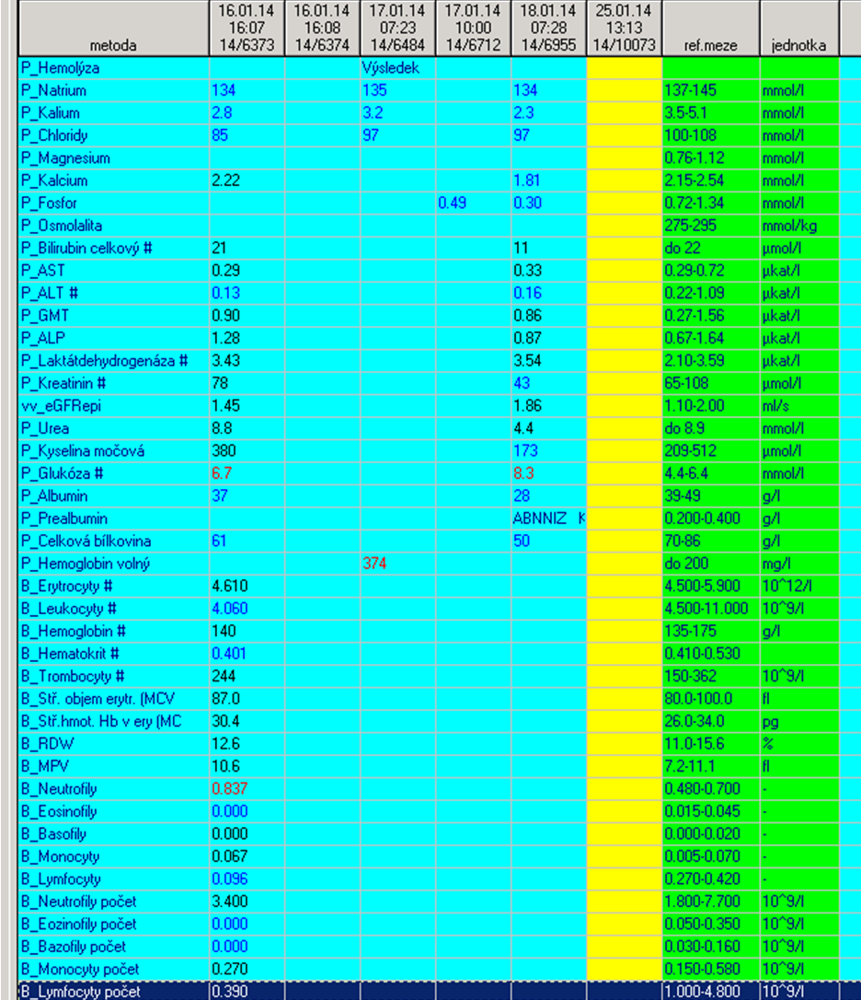 metoda 16.01.14 16:07 14/6373 16.01.14 16:08 14/6374 17.01.14 07:23 14/6484 17.01.14 10:00 14/6712 18.01.14 07:28 14/6955 25.01.14 13:13 14/10073 ref.meze jednotka
P_Hemolýza Výsledek
P_Natrium 134 135 134 137-145 mmol/l
P_Kalium 2.8 3.2 2.3 3.5-5.1 mmol/l
P_Chloridy 85 97 97 100-108 mmol/l
P_Magnesium 0.76-1.12 mmol/l
P_Kalcium 2.22 1.81 2.15-2.54 mmol/l
P_Fosfor 0.49 0.30 0.72-1.34 mmol/l
P_Osmolalita 275-295 mmol/kg
P_Bilirubin celkový # 21 11 do 22 µmol/l
P_AST 0.29 0.33 0.29-0.72 µkat/l
P_ALT # 0.13 0.16 0.22-1.09 µkat/l
P_GMT 0.90 0.86 0.27-1.56 µkat/l
P_ALP 1.28 0.87 0.67-1.64 µkat/l
P_Laktátdehydrogenáza # 3.43 3.54 2.10-3.59 µkat/l
P_Kreatinin # 78 43 65-108 µmol/l
vv_eGFRepi 1.45 1.86 1.10-2.00 ml/s
P_Urea 8.8 4.4 do 8.9 mmol/l
P_Kyselina močová 380 173 209-512 µmol/l
P_Glukóza # 6.7 8.3 4.4-6.4 mmol/l
P_Albumin 37 28 39-49 g/l
P_Prealbumin ABNNIZ K 0.200-0.400 g/l
P_Celková bílkovina 61 50 70-86 g/l
P_Hemoglobin volný 374 do 200 mg/l
B_Erytrocyty # 4.610 4.500-5.900 10^12/l
B_Leukocyty # 4.060 4.500-11.000 10^9/l
B_Hemoglobin # 140 135-175 g/l
B_Hematokrit # 0.401 0.410-0.530
B_Trombocyty # 244 150-362 10^9/l
B_Stř. objem erytr. (MCV 87.0 80.0-100.0 fl
B_Stř.hmot. Hb v ery (MC 30.4 26.0-34.0 pg
B_RDW 12.6 11.0-15.6 %
B_MPV 10.6 7.2-11.1 fl
B_Neutrofily 0.837 0.480-0.700 -
B_Eosinofily 0.000 0.015-0.045 -
B_Basofily 0.000 0.000-0.020 -
B_Monocyty 0.067 0.005-0.070 -
B_Lymfocyty 0.096 0.270-0.420 -
B_Neutrofily počet 3.400 1.800-7.700 10^9/l
B_Eozinofily počet 0.000 0.050-0.350 10^9/l
B_Bazofily počet 0.000 0.030-0.160 10^9/l
B_Monocyty počet 0.270 0.150-0.580 10^9/l
B_Lymfocyty počet 0.390 1.000-4.800 10^9/l